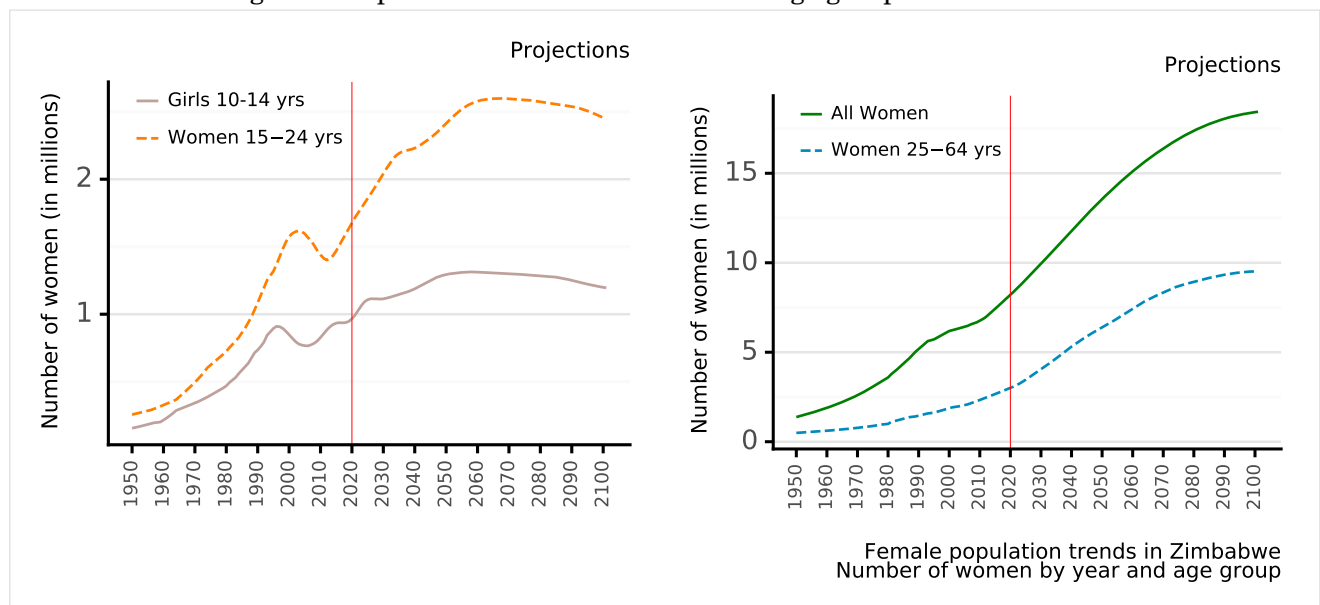 Projections
Girls 10-14 yrs
Women 15−24 yrs
Number of women (in millions)
2
1
1950 1960 1970 1980 1990 2000 2010 2020 2030 2040 2050 2060 2070 2080 2090 2100
Projections
All Women
Women 25−64 yrs
Number of women (in millions)
15
10
5
0
1950 1960 1970 1980 1990 2000 2010 2020 2030 2040 2050 2060 2070 2080 2090 2100
Female population trends in Zimbabwe
Number of women by year and age group